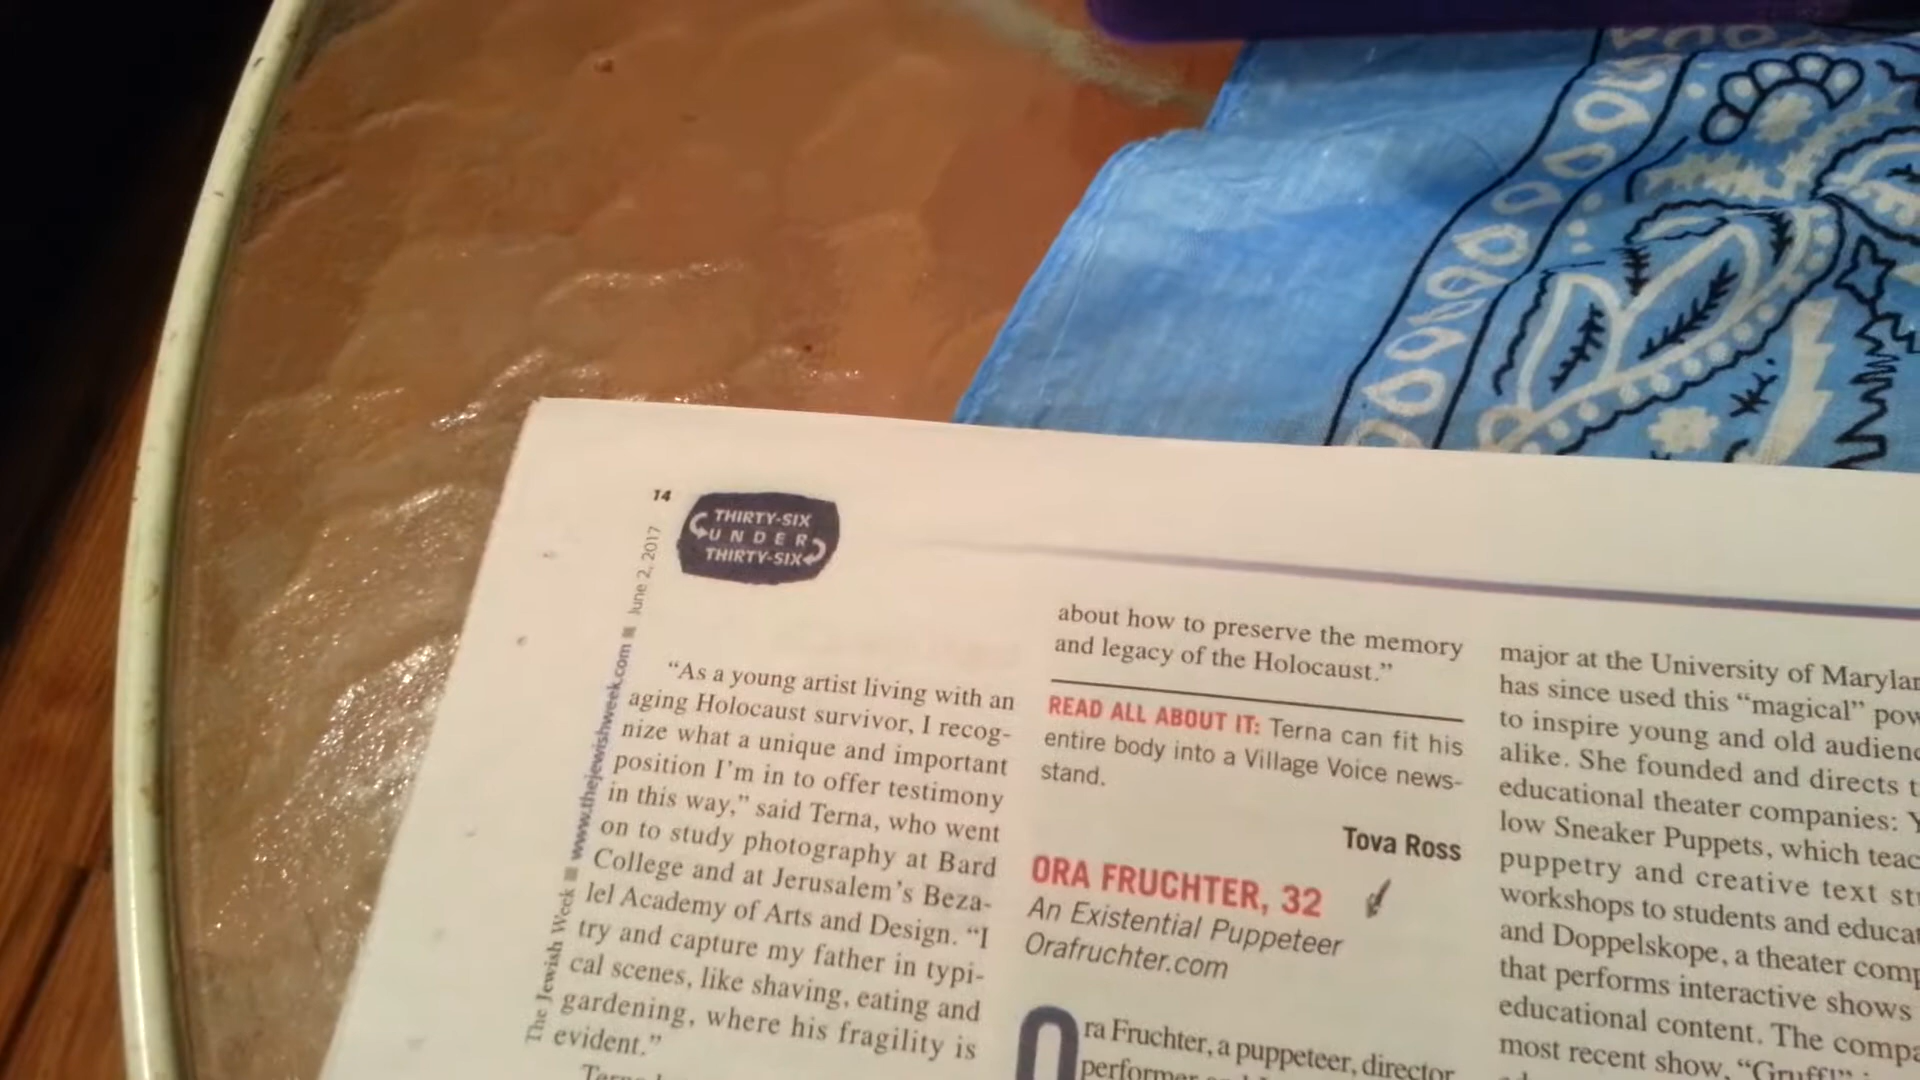 14
THIRTY-SIX
UNDER
THIRTY-SIX
The Jewish Week ■ www.thejewishweek.com ■ June 2, 2017
“As a young artist living with an
aging Holocaust survivor, I recog-
nize what a unique and important
position I’m in to offer testimony
in this way,” said Terna, who went
on to study photography at Bard
College and at Jerusalem’s Beza-
lel Academy of Arts and Design. “I
try and capture my father in typi-
cal scenes, like shaving, eating and
gardening, where his fragility is
evident.”
about how to preserve the memory
and legacy of the Holocaust.”
READ ALL ABOUT IT: Terna can fit his
entire body into a Village Voice news-
stand.
Tova Ross
ORA FRUCHTER, 32
An Existential Puppeteer
Orafruchter.com
Ora Fruchter, a puppeteer, director
performer
major at the University of
has since used this “magical”
to inspire young and old
alike. She founded and directs
educational theater companies:
low Sneaker Puppets, which
puppetry and creative text
workshops to students and
and Doppelskope, a theater
that performs interactive shows
educational content. The
most recent show, “Gruff!”